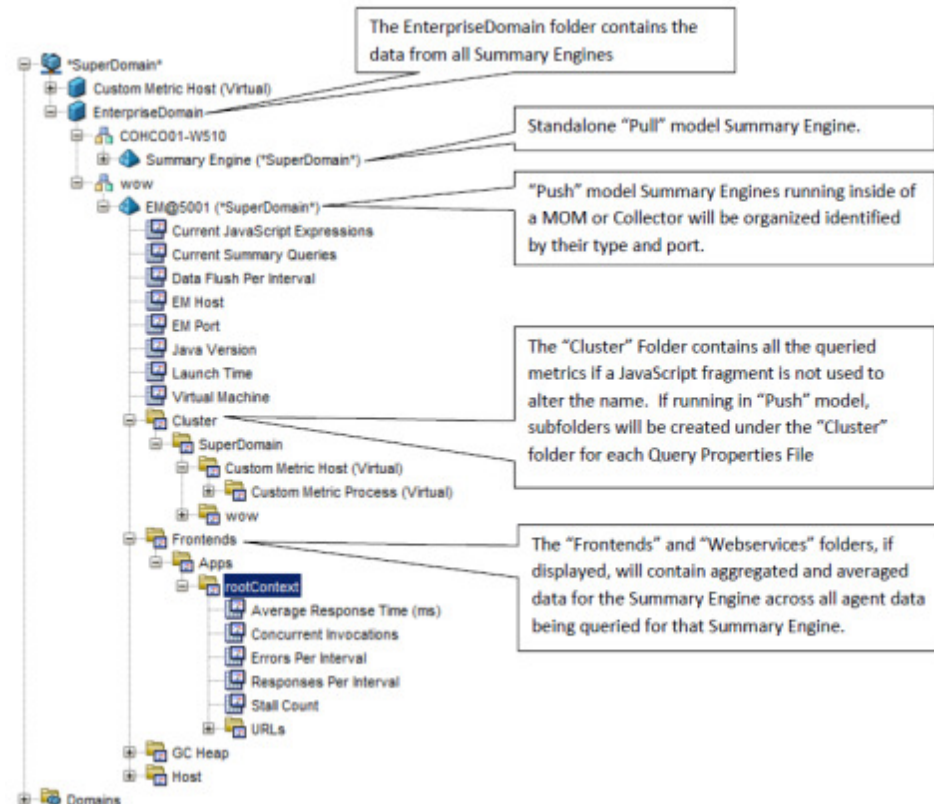 The EnterpriseDomain folder contains the
data from all Summary Engines
*SuperDomain*
Custom Metric Host (Virtual)
EnterpriseDomain
COHCO01-W510
Summary Engine (*SuperDomain*)
Standalone “Pull” model Summary Engine.
wow
EM@5001 (*SuperDomain*)
“Push” model Summary Engines running inside of
a MOM or Collector will be organized identified
by their type and port.
Current JavaScript Expressions
Current Summary Queries
Data Flush Per Interval
EM Host
EM Port
Java Version
Launch Time
Virtual Machine
The “Cluster” Folder contains all the queried
metrics if a JavaScript fragment is not used to
alter the name.  If running in “Push” model,
subfolders will be created under the “Cluster”
folder for each Query Properties File
Cluster
SuperDomain
Custom Metric Host (Virtual)
Custom Metric Process (Virtual)
wow
Frontends
Apps
rootContext
The “Frontends” and “Webservices” folders, if
displayed, will contain aggregated and averaged
data for the Summary Engine across all agent data
being queried for that Summary Engine.
Average Response Time (ms)
Concurrent Invocations
Errors Per Interval
Responses Per Interval
Stall Count
URLs
GC Heap
Host
Domains